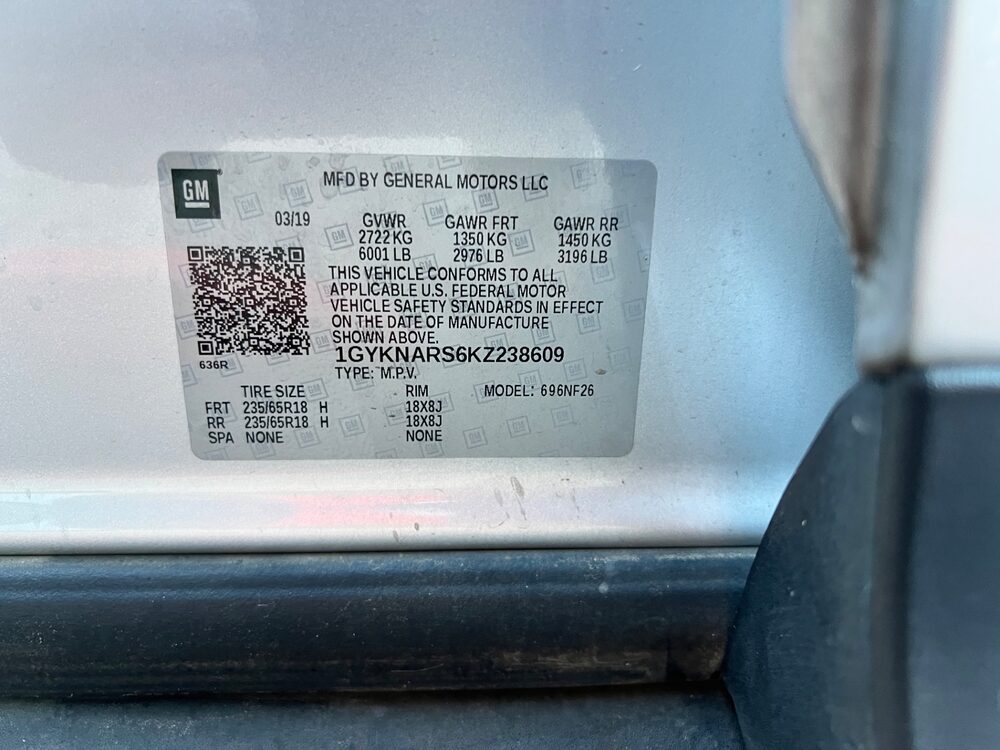 GM
MFD BY GENERAL MOTORS LLC
03/19
GVWR GAWR FRT GAWR RR
2722 KG 1350 KG 1450 KG
6001 LB 2976 LB 3196 LB
THIS VEHICLE CONFORMS TO ALL
APPLICABLE U.S. FEDERAL MOTOR
VEHICLE SAFETY STANDARDS IN EFFECT
ON THE DATE OF MANUFACTURE
SHOWN ABOVE.
636R
1GYKNARS6KZ238609
TYPE: M.P.V.
TIRE SIZE RIM MODEL: 696NF26
FRT 235/65R18 H 18X8J
RR 235/65R18 H 18X8J
SPA NONE NONE